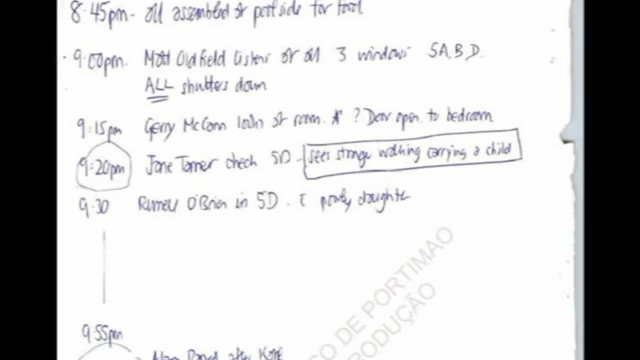 8:45pm - all assembled at poolside for food
9:00pm. Matt Oldfield listens at all 3 windows 5A,B,D.
ALL shutters down
9:15pm Gerry McCann looks at room A ? Door open to bedroom
9:20pm Jane Tanner check 5D - sees stranger walking carrying a child
9:30 Russell O'Brien in 5D. poorly daughter
9:55pm
after Kate
O DE PORTIMAO
RODUÇÃO